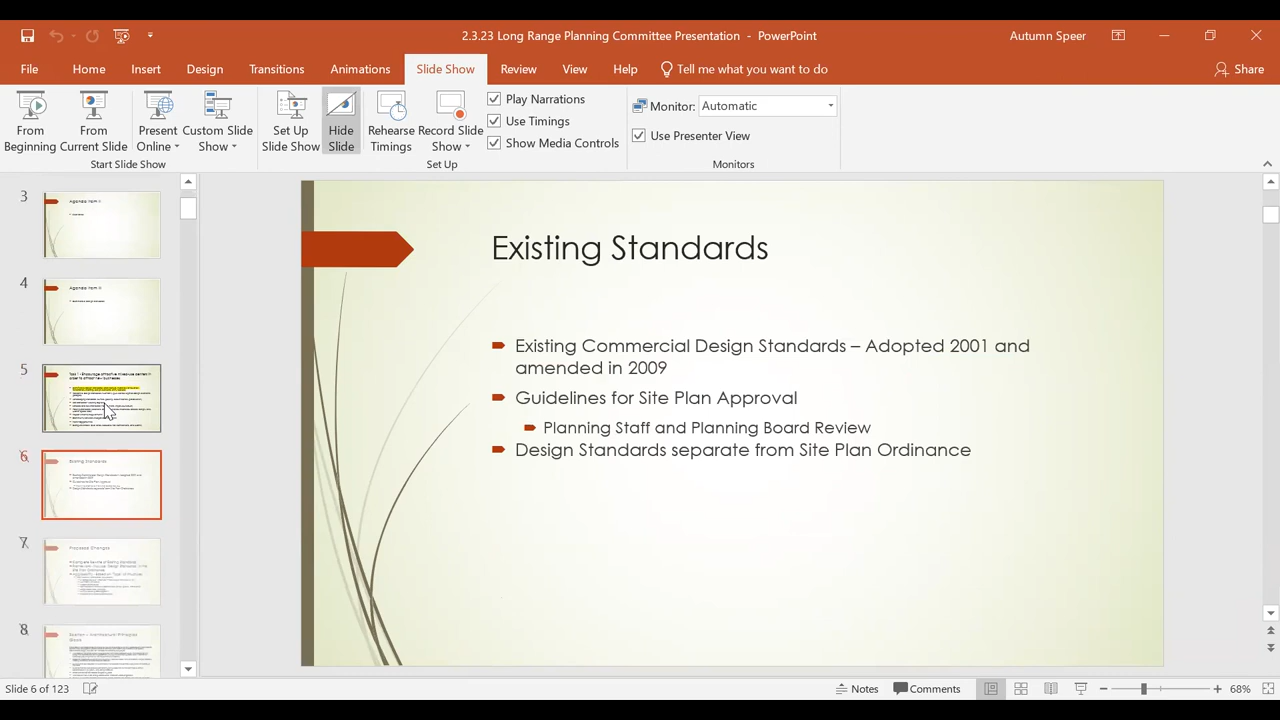 2.3.23 Long Range Planning Committee Presentation - PowerPoint
Autumn Speer
File Home Insert Design Transitions Animations Slide Show Review View Help Tell me what you want to do Share
From Beginning
From Current Slide
Present Online
Custom Slide Show
Start Slide Show
Set Up Slide Show
Hide Slide
Rehearse Timings
Record Slide Show
Play Narrations
Use Timings
Show Media Controls
Set Up
Monitor: Automatic
Use Presenter View
Monitors
3
4
5
6
Existing Standards
7
Proposed Changes
8
Existing Standards
Existing Commercial Design Standards – Adopted 2001 and
amended in 2009
Guidelines for Site Plan Approval
Planning Staff and Planning Board Review
Design Standards separate from Site Plan Ordinance
Slide 6 of 123
Notes
Comments
68%